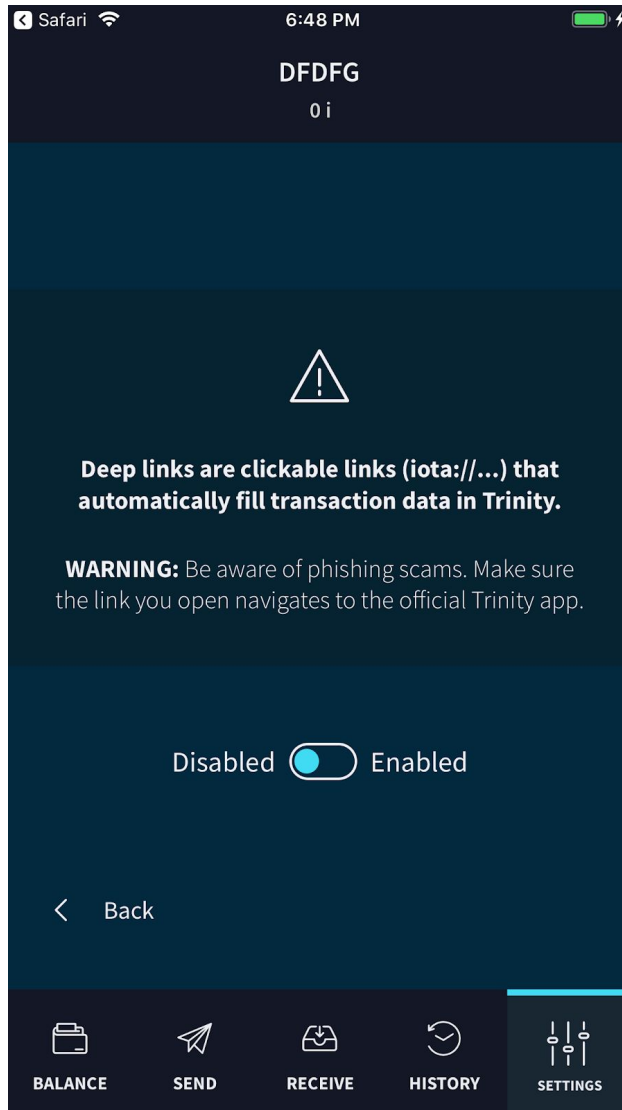 Safari 6:48 PM
DFDFG
0 i
Deep links are clickable links (iota://...) that
automatically fill transaction data in Trinity.
WARNING: Be aware of phishing scams. Make sure
the link you open navigates to the official Trinity app.
Disabled Enabled
Back
BALANCE SEND RECEIVE HISTORY SETTINGS